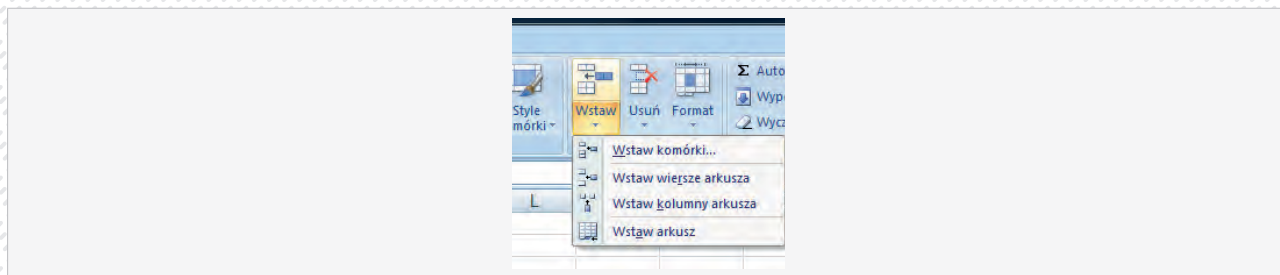 Σ Auto
Wyp
Style
mórki
Wstaw
Usuń
Format
Wycz
Wstaw komórki...
Wstaw wiersze arkusza
L
Wstaw kolumny arkusza
Wstaw arkusz